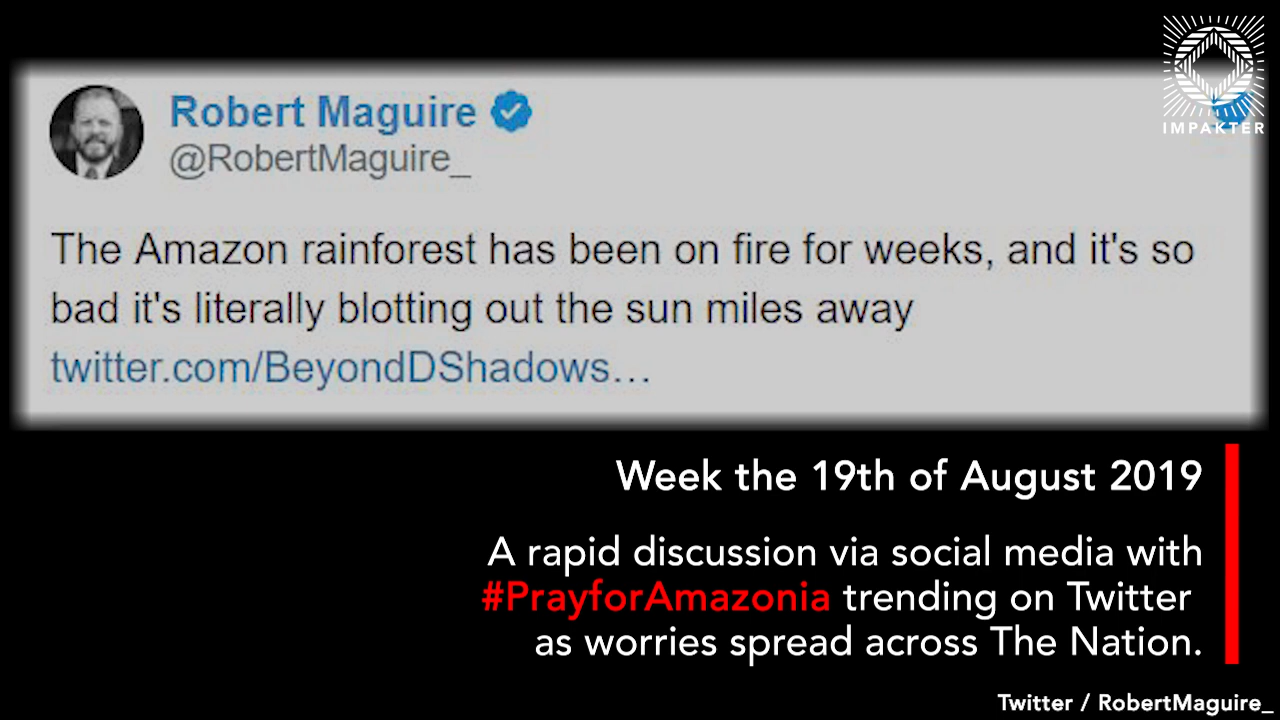 IMPAKTER
Robert Maguire
@RobertMaguire_
The Amazon rainforest has been on fire for weeks, and it's so
bad it's literally blotting out the sun miles away
twitter.com/BeyondDShadows…
Week the 19th of August 2019
A rapid discussion via social media with
#PrayforAmazonia trending on Twitter
as worries spread across The Nation.
Twitter / RobertMaguire_